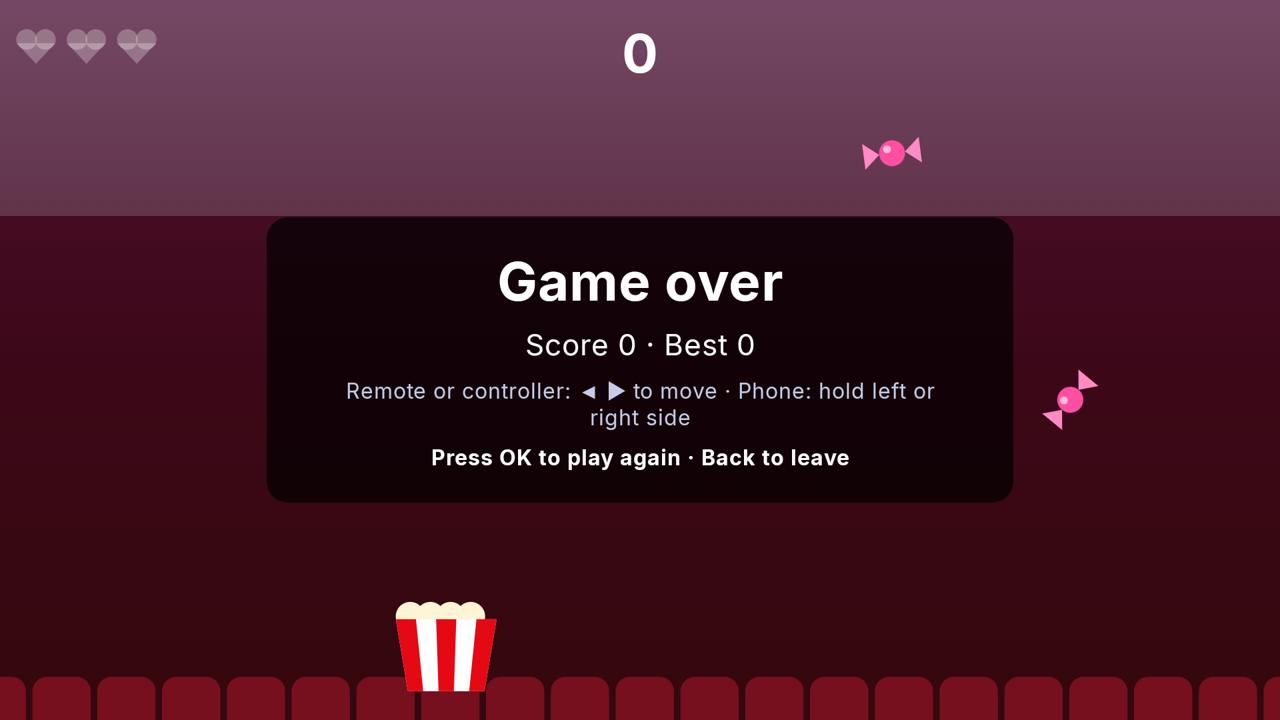 0
Game over
Score 0 · Best 0
Remote or controller: ◀ ▶ to move · Phone: hold left or
right side
Press OK to play again · Back to leave